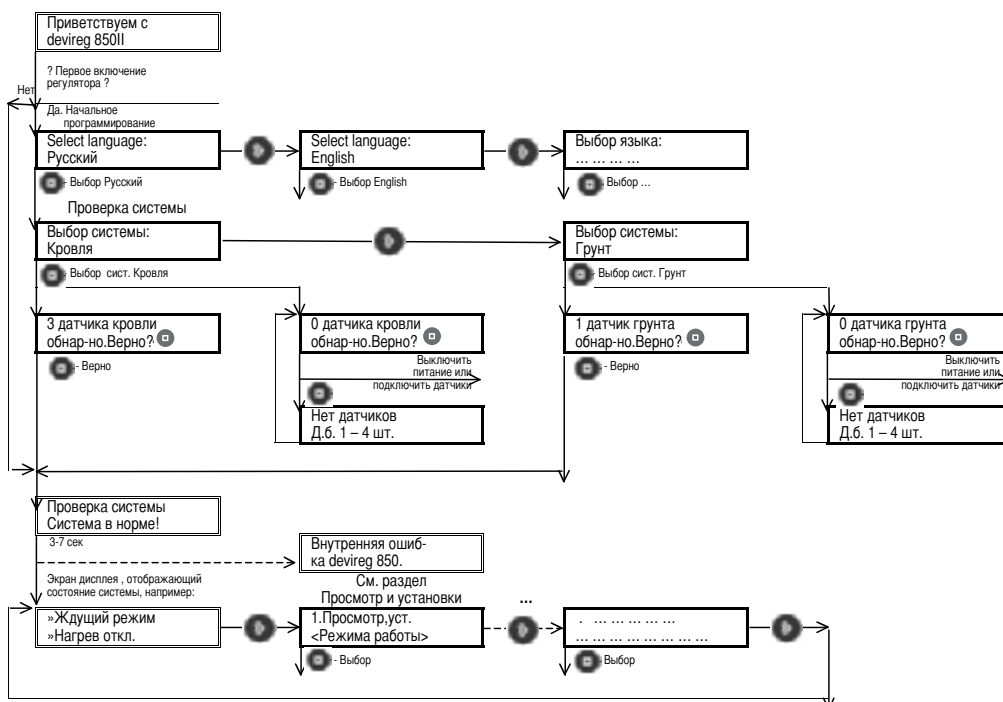 Приветствуем с
devireg 850II
? Первое включение
регулятора ?
Нет
Да. Начальное
программирование
Select language:
Русский
Select language:
English
Выбор языка:
... ... ... ...
- Выбор Русский
- Выбор English
- Выбор ...
Проверка системы
Выбор системы:
Кровля
Выбор системы:
Грунт
- Выбор сист. Кровля
- Выбор сист. Грунт
3 датчика кровли
обнар-но.Верно?
0 датчика кровли
обнар-но.Верно?
1 датчик грунта
обнар-но.Верно?
0 датчика грунта
обнар-но.Верно?
- Верно
Выключить
питание или
подключить датчики
- Верно
Выключить
питание или
подключить датчики
Нет датчиков
Д.б. 1 – 4 шт.
Нет датчиков
Д.б. 1 – 4 шт.
Проверка системы
Система в норме!
3-7 сек
Внутренняя ошиб-
ка devireg 850.
Экран дисплея , отображающий
состояние системы, например:
См. раздел
Просмотр и установки
...
»Ждущий режим
»Нагрев откл.
1.Просмотр,уст.
<Режима работы>
. ... ... ... ... ...
... ... ... ... ... ... ... ...
- Выбор
- Выбор